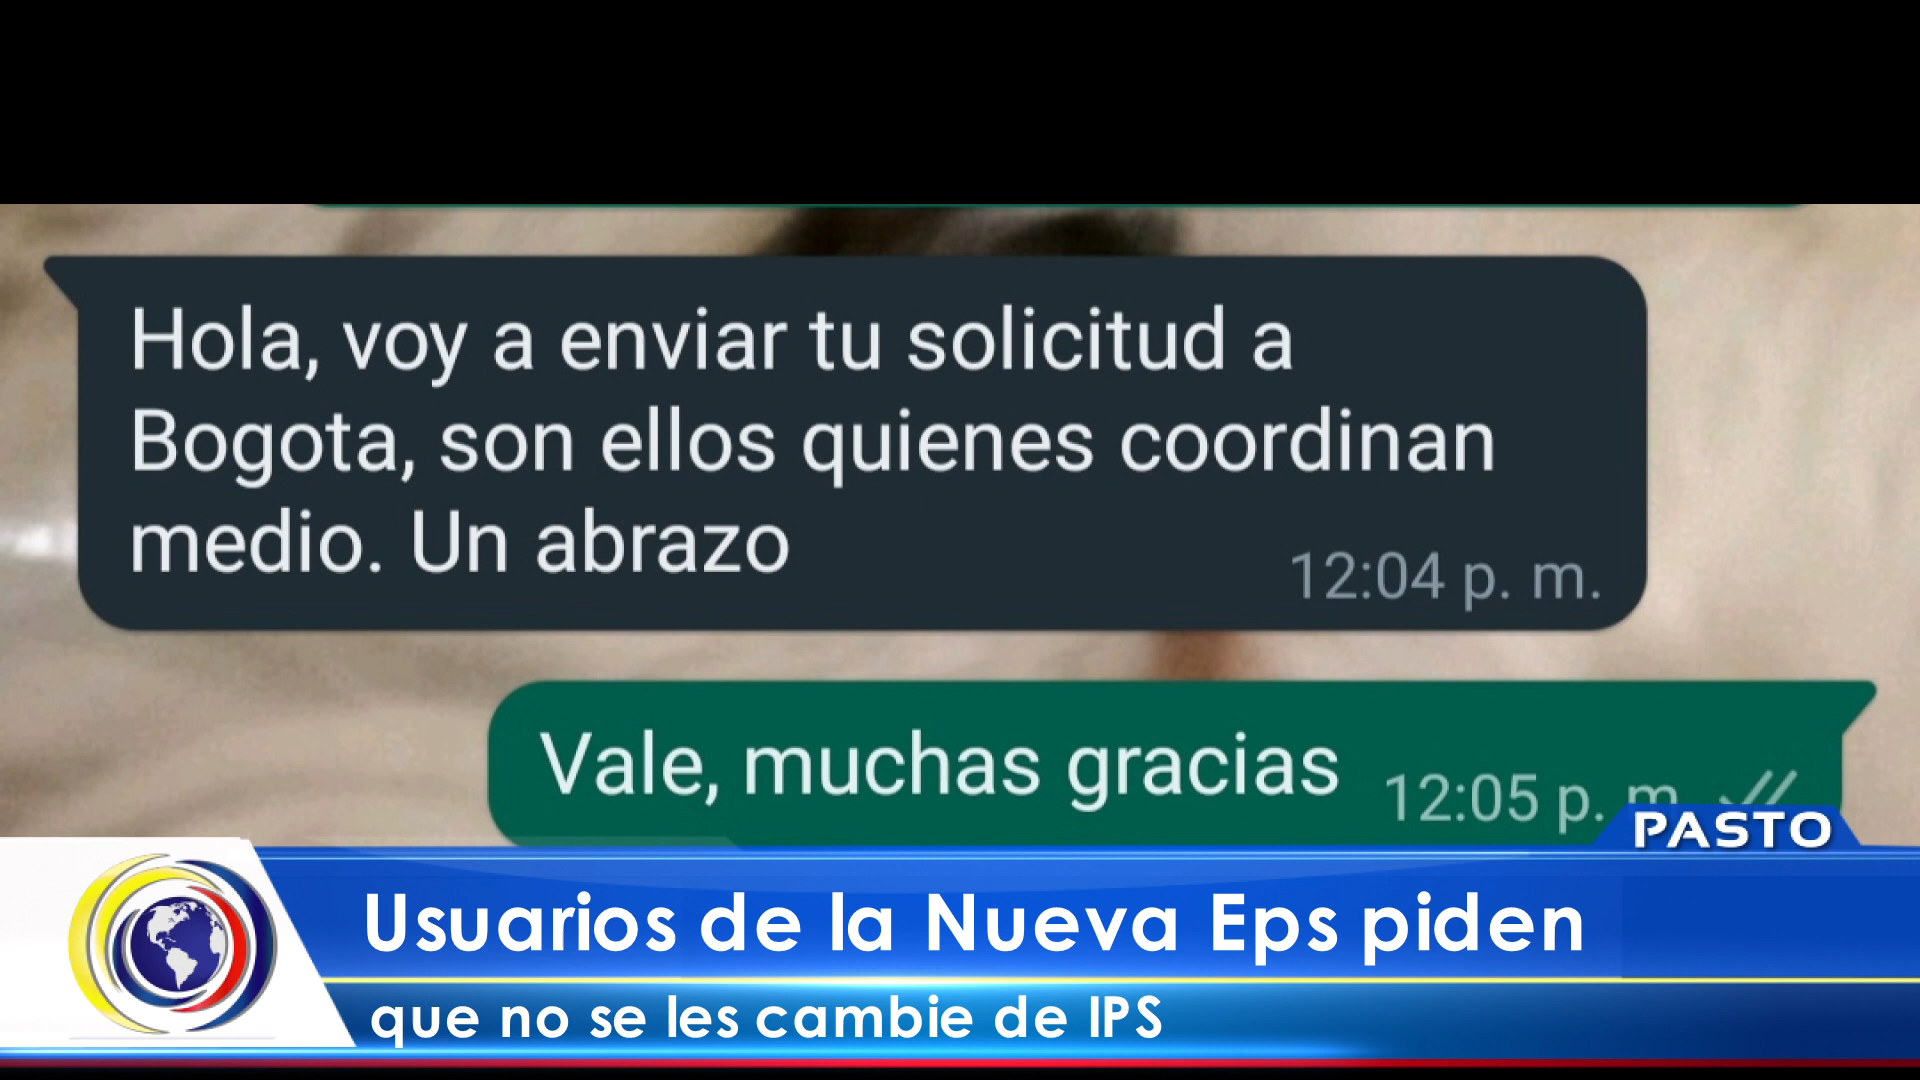 Hola, voy a enviar tu solicitud a
Bogota, son ellos quienes coordinan
medio. Un abrazo
12:04 p. m.
Vale, muchas gracias
12:05 p. m.
PASTO
Usuarios de la Nueva Eps piden
que no se les cambie de IPS